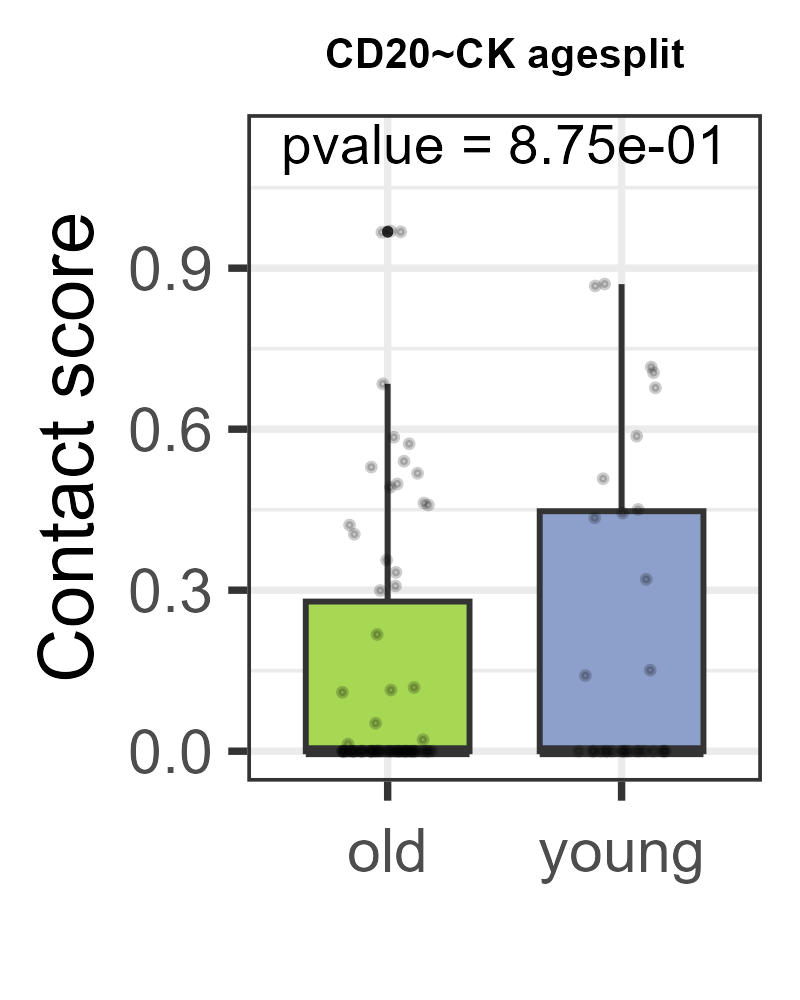 CD20~CK agesplit
pvalue = 8.75e-01
Contact score
0.9
0.6
0.3
0.0
old young